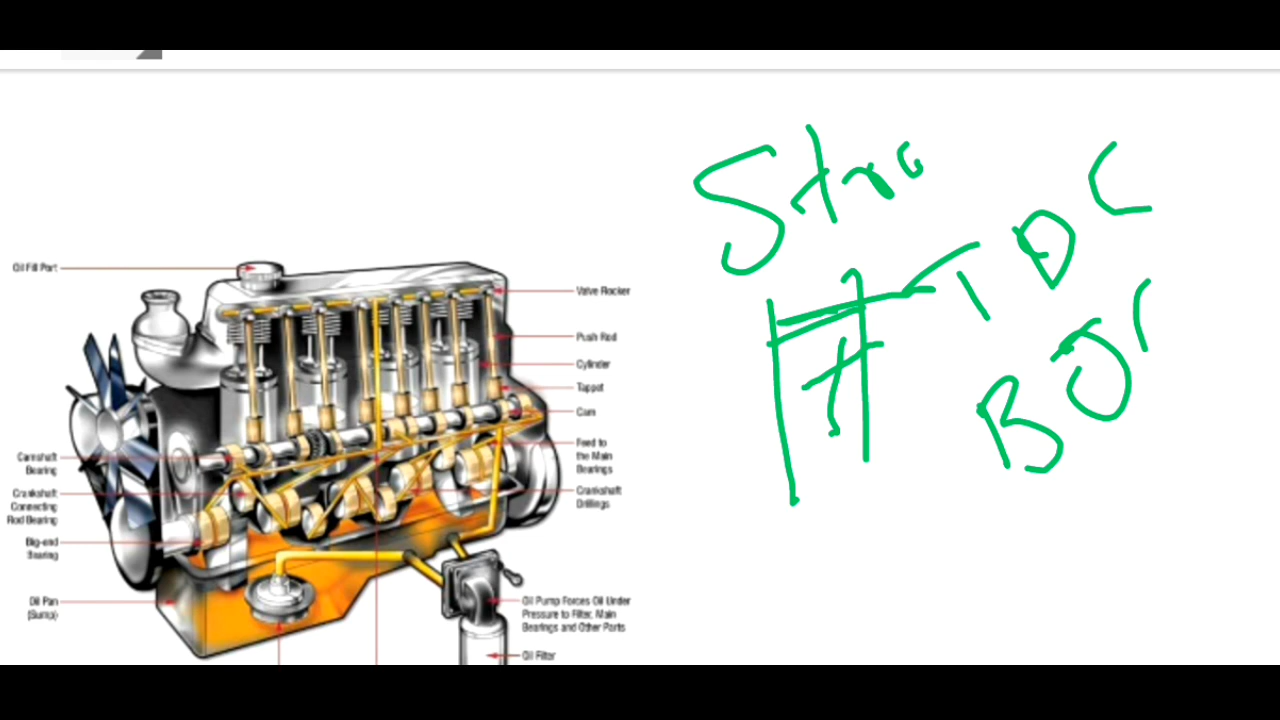 Oil Fill Port
Camshaft
Bearing
Crankshaft
Connecting
Rod Bearing
Big-end
Bearing
Oil Pan
(Sump)
Valve Rocker
Push Rod
Cylinder
Tappet
Cam
Feed to
the Main
Bearings
Crankshaft
Drillings
Oil Pump Forces Oil Under
Pressure to Filter, Main
Bearings and Other Parts
Oil Filter
Stro
TDC
Bor